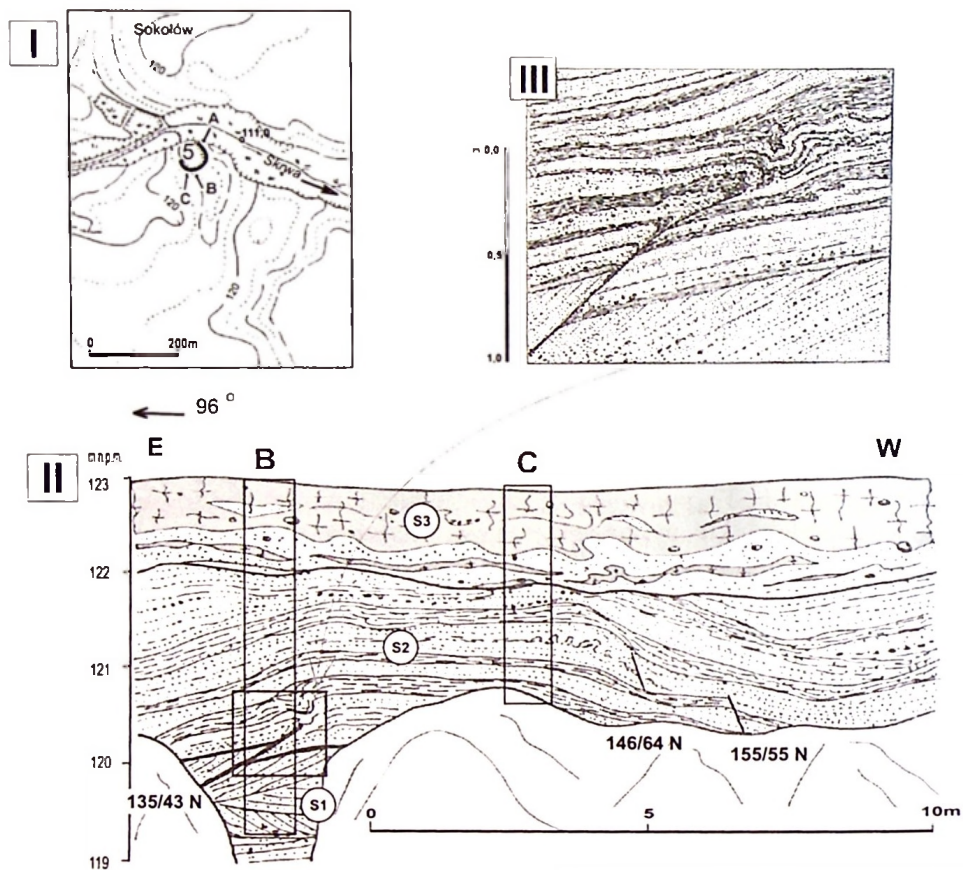 I
Sokołów
120
A
111,0
5
Skrwa
B
C
120
120
0 200m
III
m 0,0
0,5
1,0
96 °
II
E
B
C
W
m n.p.m.
123
122
121
120
119
S3
S2
S1
135/43 N
146/64 N
155/55 N
0 5 10m